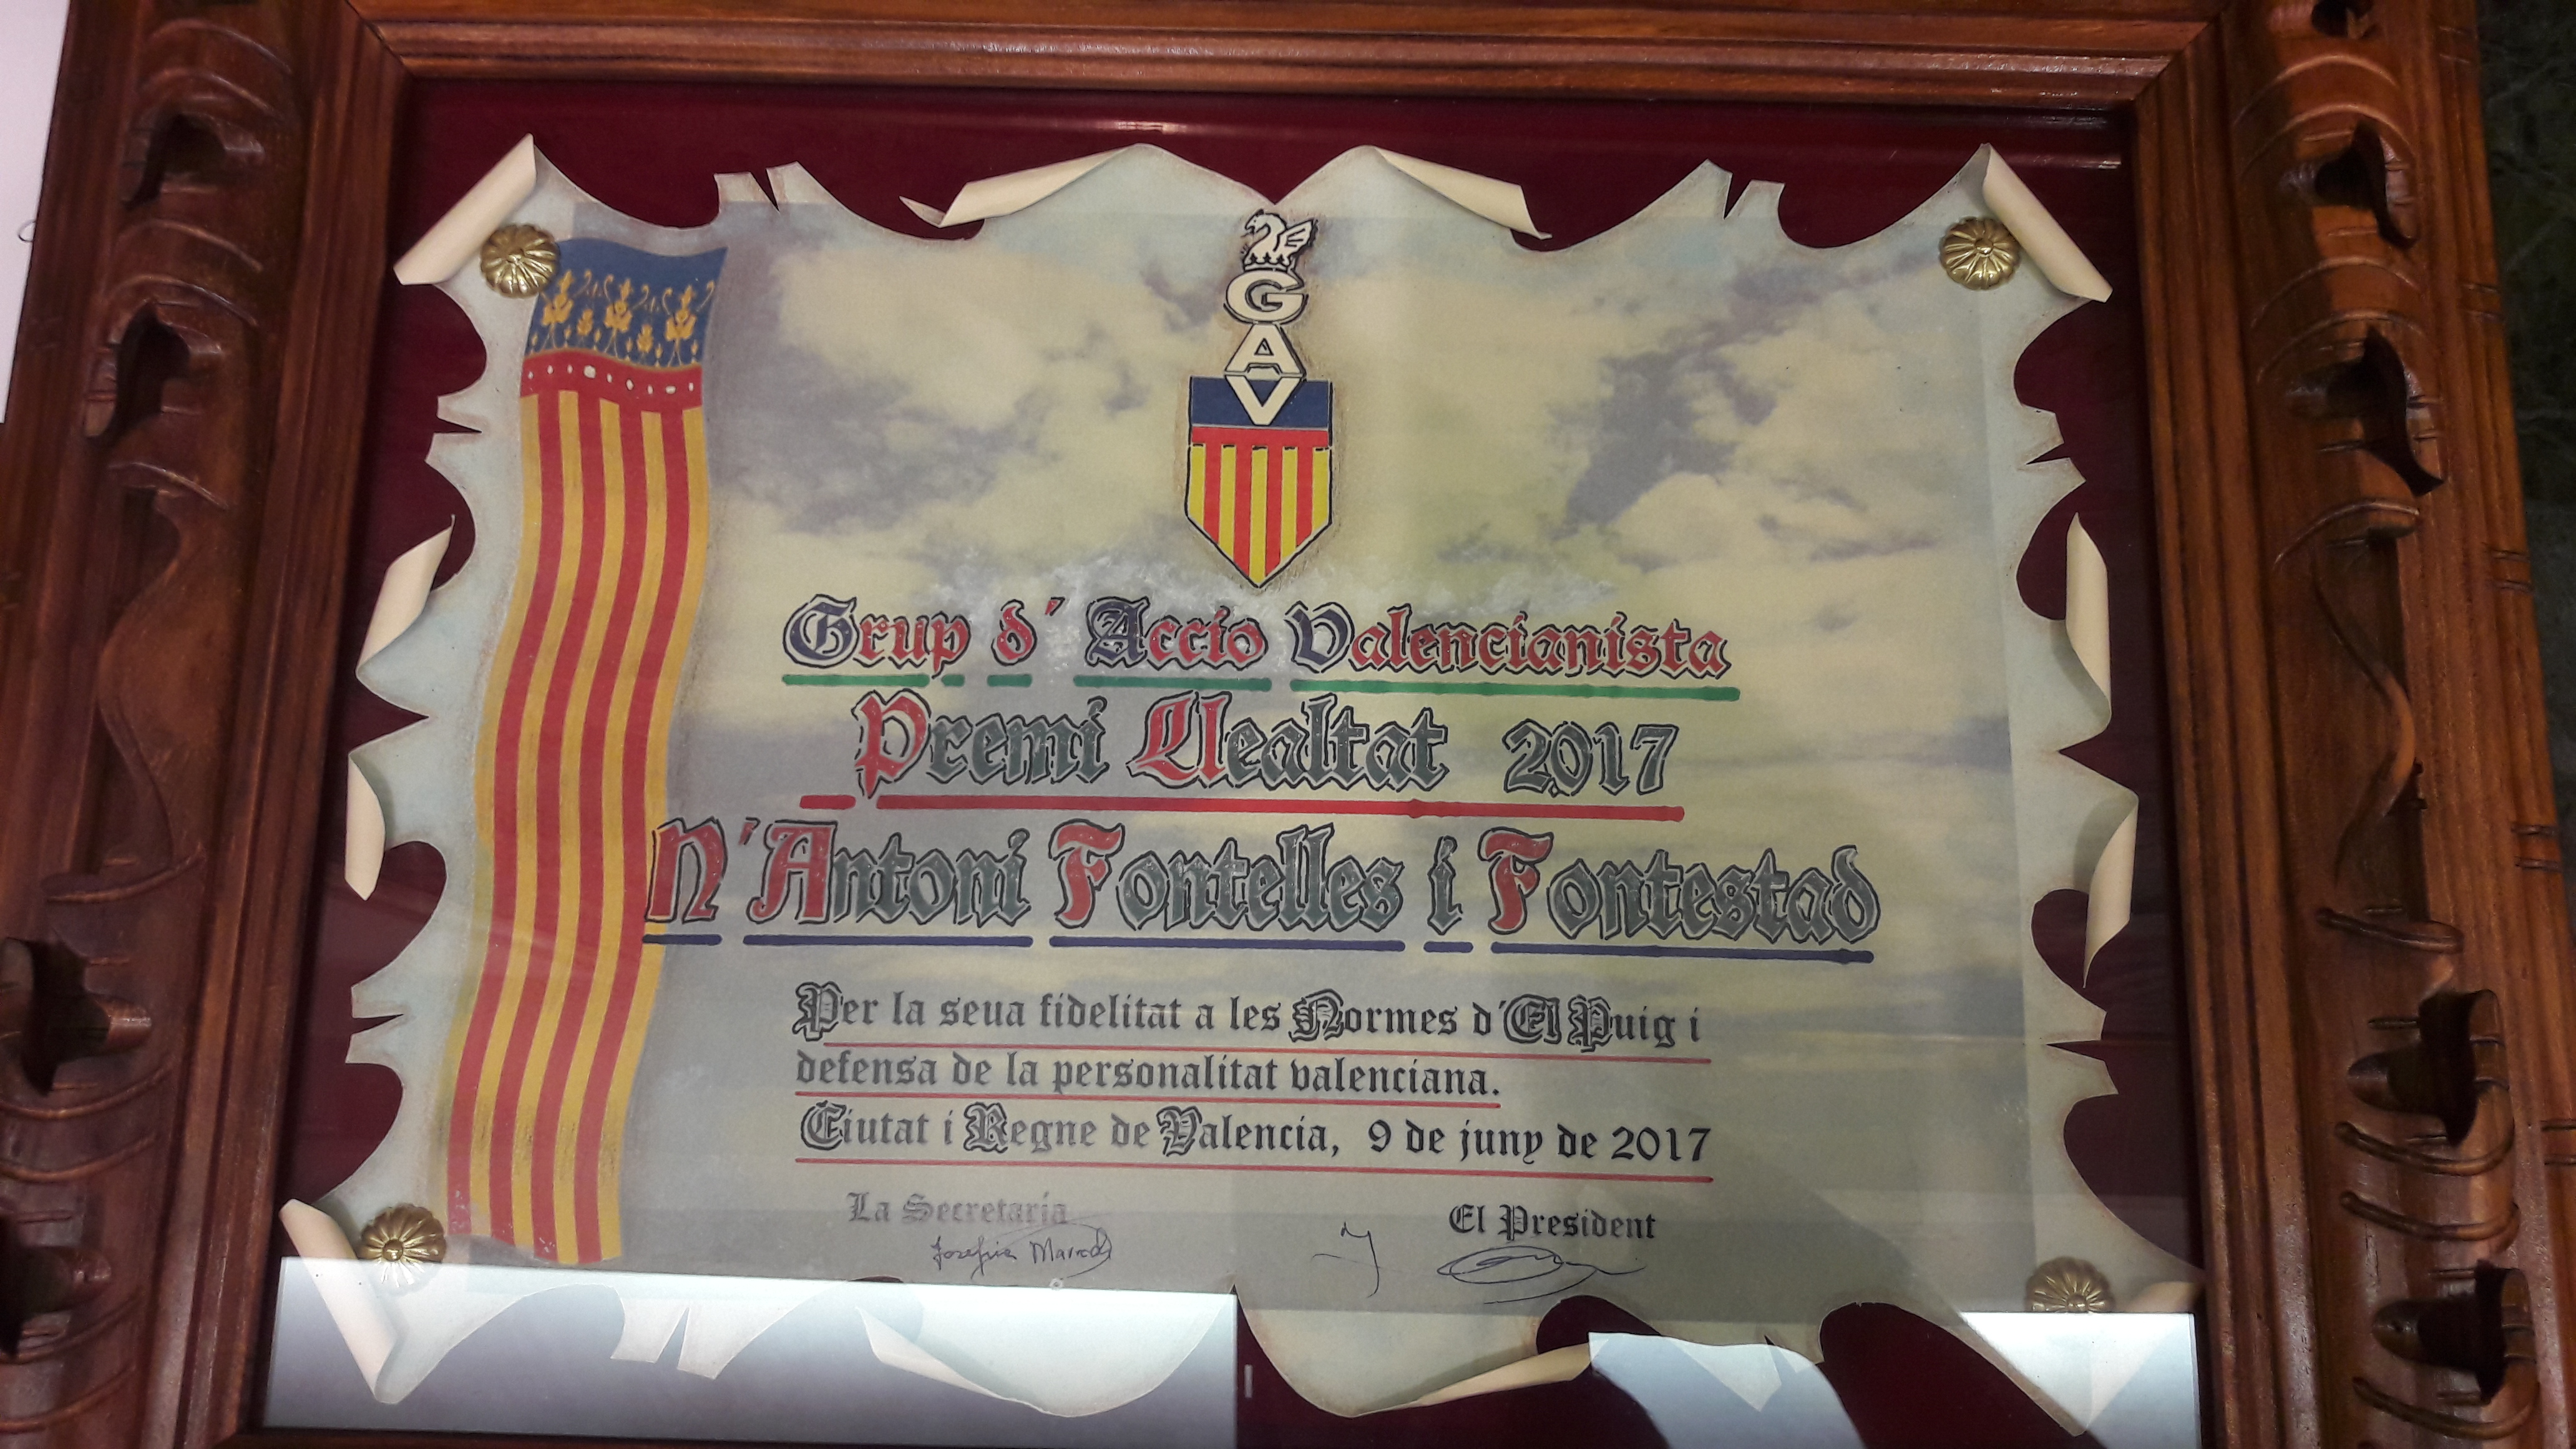 GAV
Grup d'Accio Valencianista
Premi Llealtat 2017
N'Antoni Fontelles i Fontestad
Per la seua fidelitat a les Normes d'El Puig i
defensa de la personalitat valenciana.
Ciutat i Regne de Valencia, 9 de juny de 2017
La Secretaria El President
Josefina